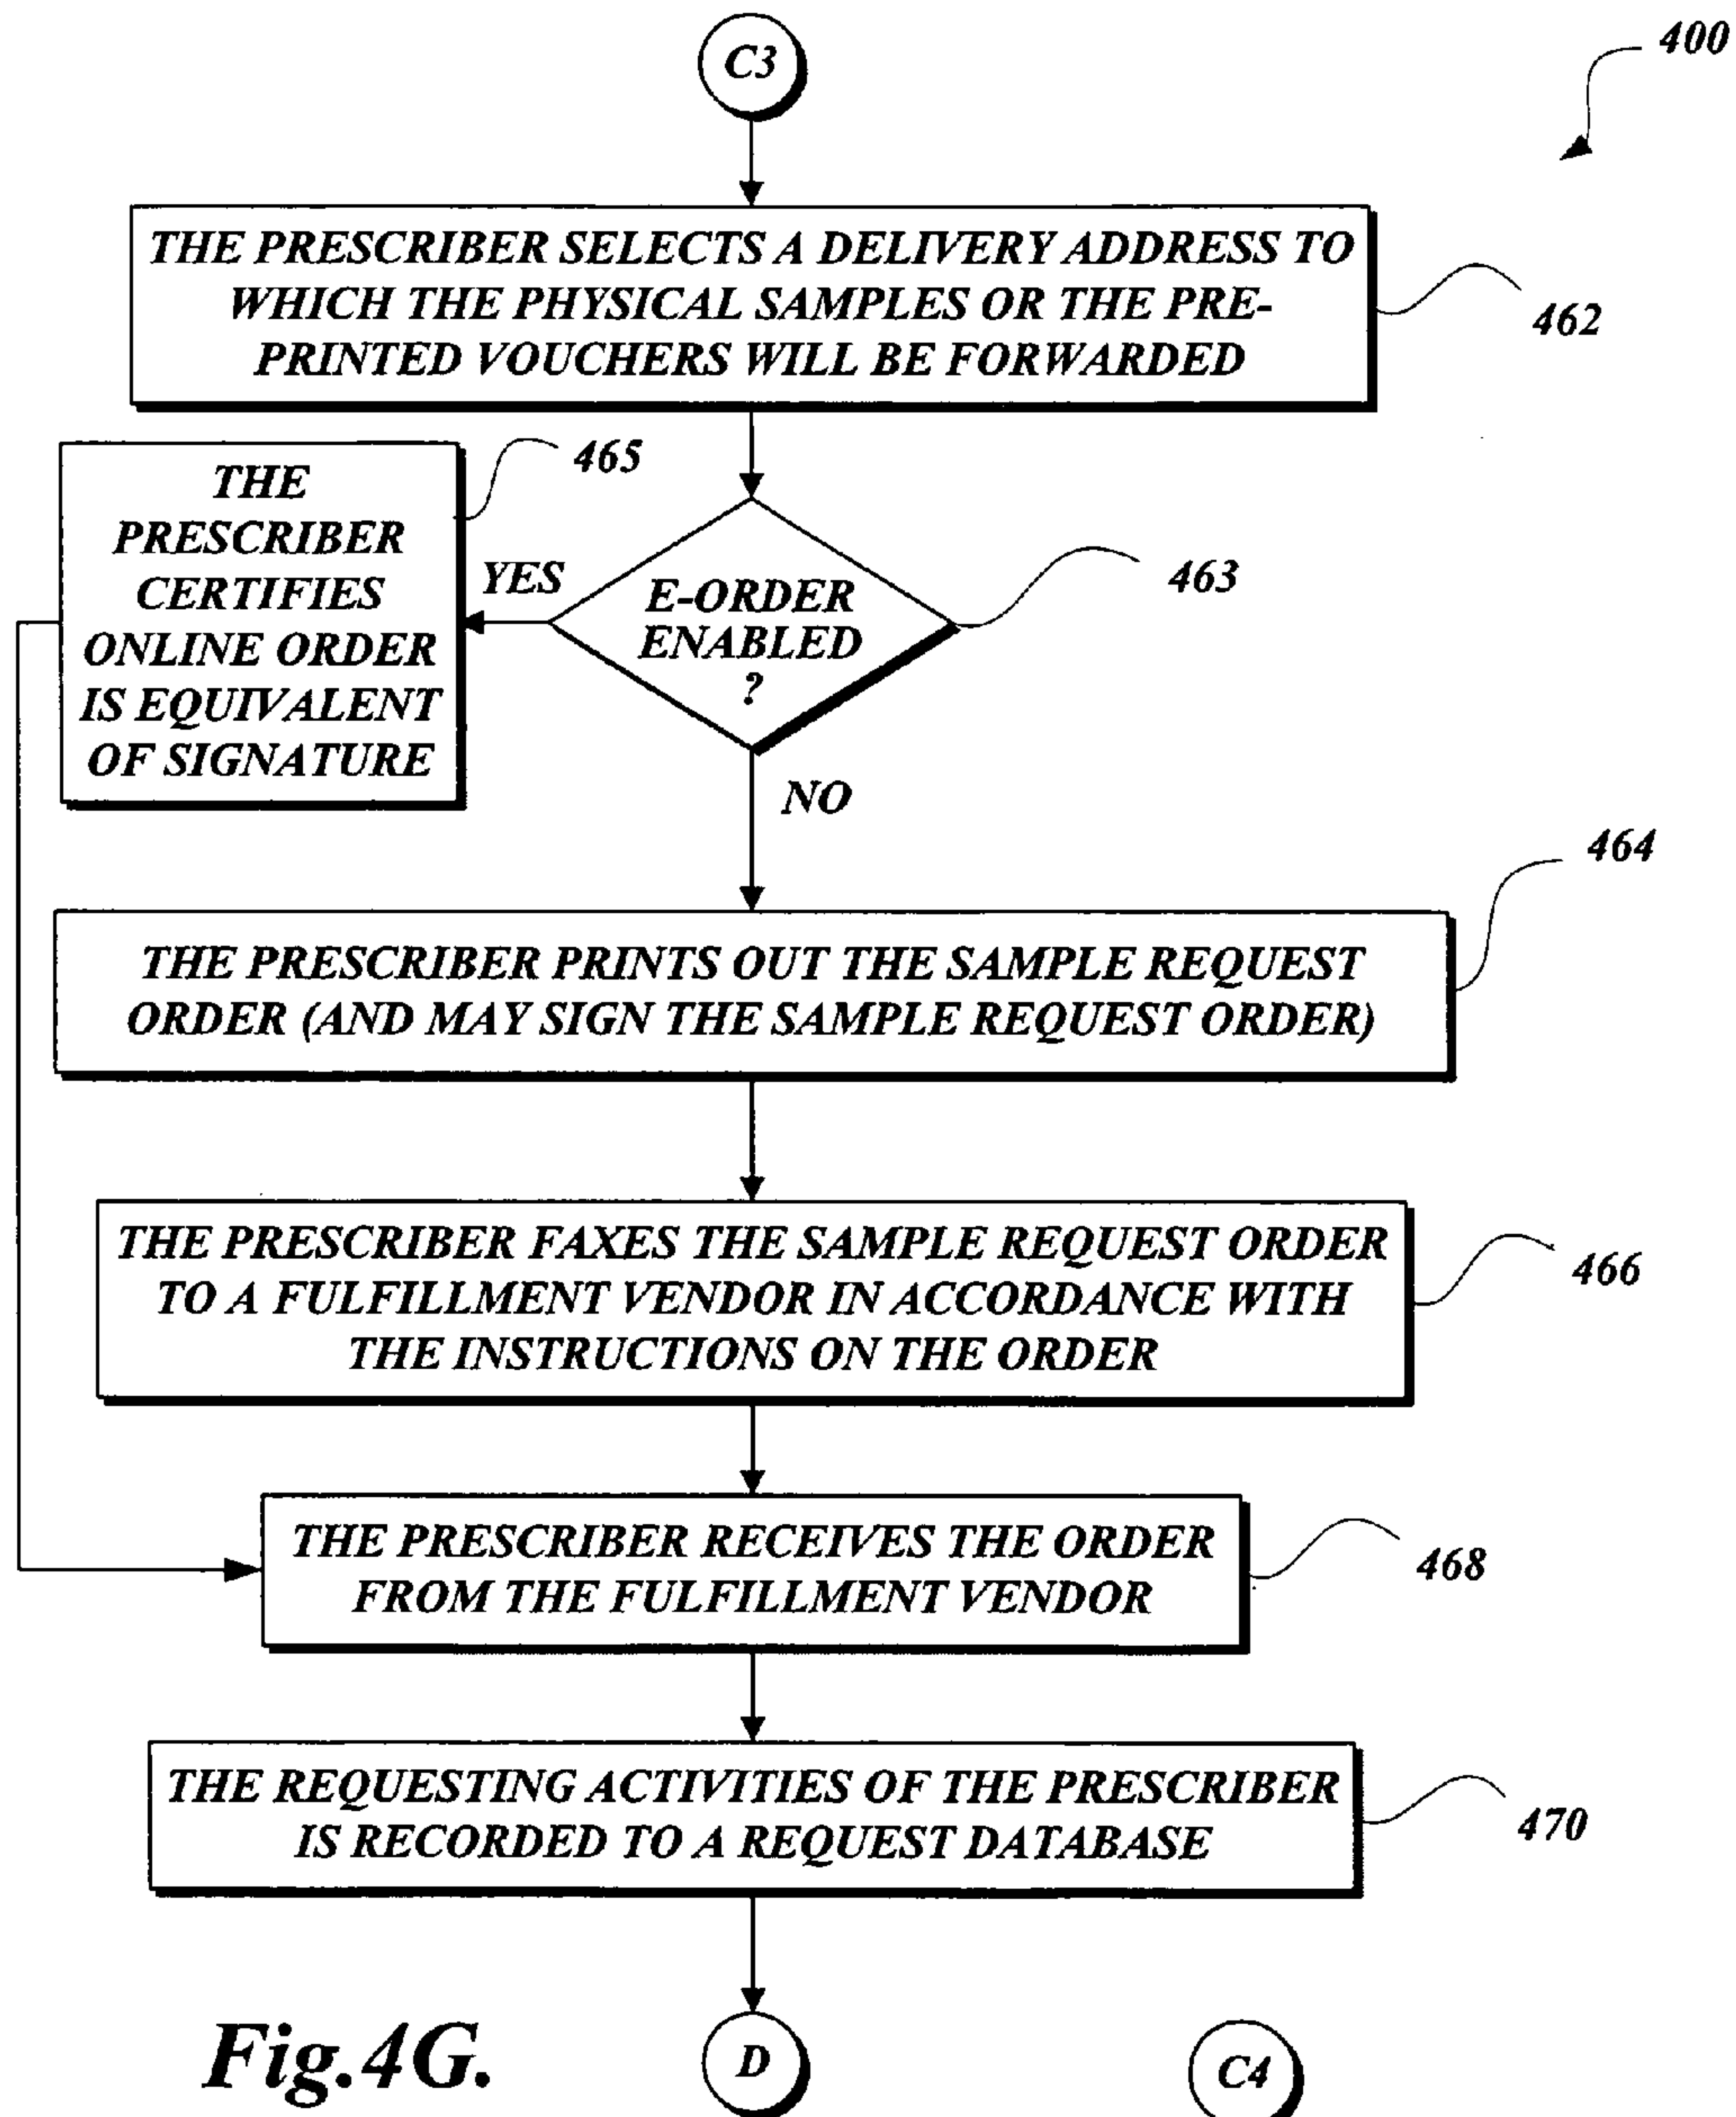 C3
400
THE PRESCRIBER SELECTS A DELIVERY ADDRESS TO
WHICH THE PHYSICAL SAMPLES OR THE PRE-
PRINTED VOUCHERS WILL BE FORWARDED
462
THE
PRESCRIBER
CERTIFIES
ONLINE ORDER
IS EQUIVALENT
OF SIGNATURE
465
YES
E-ORDER
ENABLED
?
463
NO
464
THE PRESCRIBER PRINTS OUT THE SAMPLE REQUEST
ORDER (AND MAY SIGN THE SAMPLE REQUEST ORDER)
THE PRESCRIBER FAXES THE SAMPLE REQUEST ORDER
TO A FULFILLMENT VENDOR IN ACCORDANCE WITH
THE INSTRUCTIONS ON THE ORDER
466
THE PRESCRIBER RECEIVES THE ORDER
FROM THE FULFILLMENT VENDOR
468
THE REQUESTING ACTIVITIES OF THE PRESCRIBER
IS RECORDED TO A REQUEST DATABASE
470
Fig.4G.
D
C4